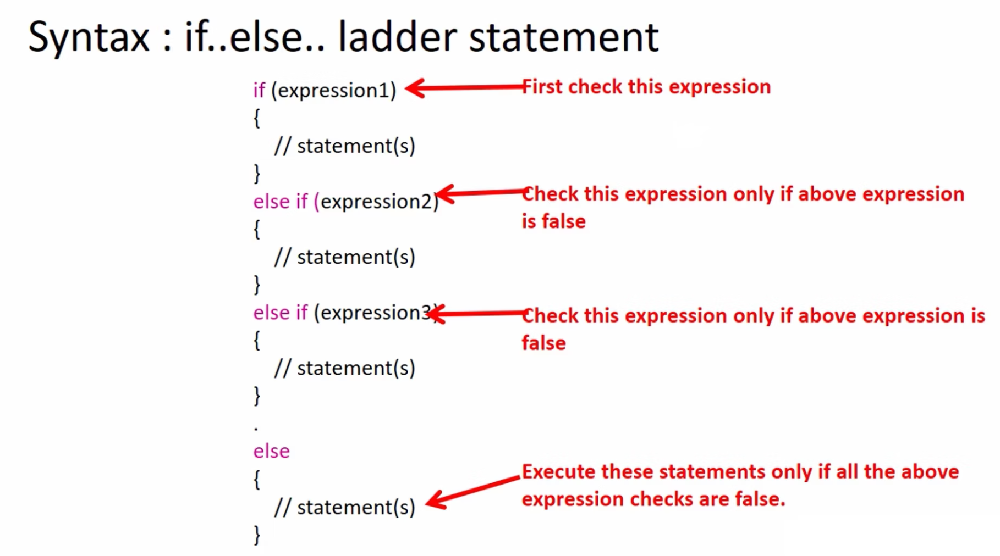 Syntax : if..else.. ladder statement
if (expression1)
First check this expression
{
// statement(s)
}
else if (expression2)
Check this expression only if above expression
is false
{
// statement(s)
}
else if (expression3)
Check this expression only if above expression is
false
{
// statement(s)
}
.
else
{
Execute these statements only if all the above
expression checks are false.
// statement(s)
}